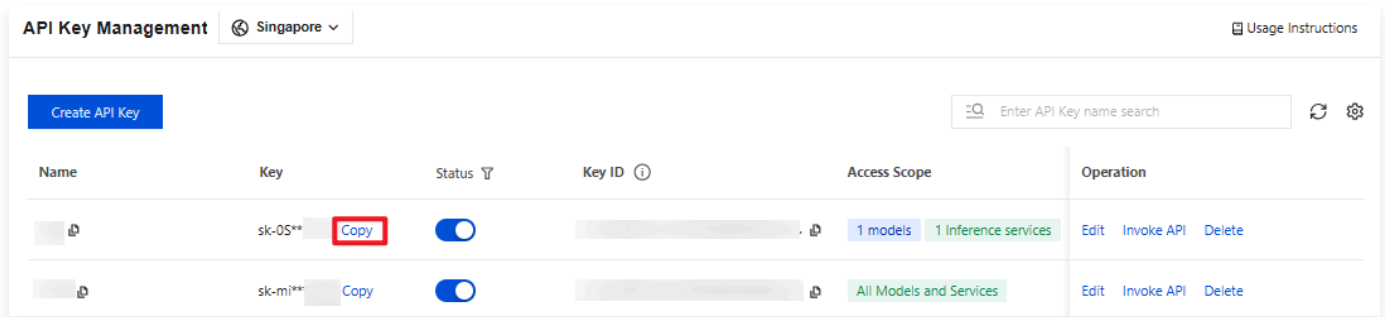 API Key Management Singapore Usage Instructions
Create API Key Enter API Key name search
Name Key Status Key ID Access Scope Operation
sk-0S** Copy 1 models 1 Inference services Edit Invoke API Delete
sk-mi** Copy All Models and Services Edit Invoke API Delete